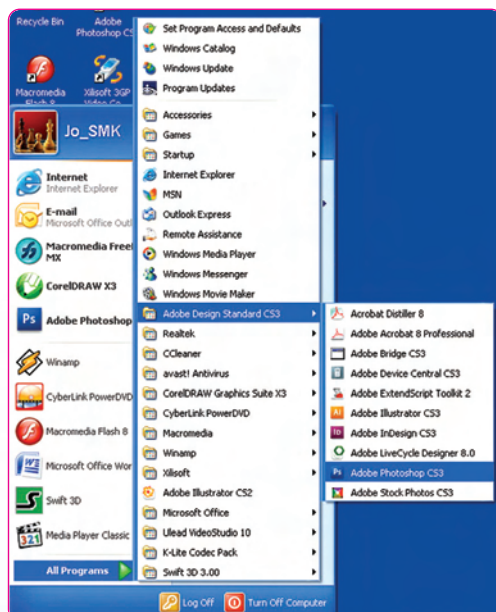 Recycle Bin
Adobe
Photoshop CS
Macromedia
Flash 8
Xilisoft 3GP
Video Co
Jo_SMK
Internet
Internet Explorer
E-mail
Microsoft Office Outl
Macromedia Free
MX
CorelDRAW X3
Adobe Photoshop
Winamp
CyberLink PowerDVD
Macromedia Flash 8
Microsoft Office Wor
Swift 3D
Media Player Classic
All Programs
Set Program Access and Defaults
Windows Catalog
Windows Update
Program Updates
Accessories
Games
Startup
Internet Explorer
MSN
Outlook Express
Remote Assistance
Windows Media Player
Windows Messenger
Windows Movie Maker
Adobe Design Standard CS3
Realtek
CCleaner
avast! Antivirus
CorelDRAW Graphics Suite X3
CyberLink PowerDVD
Macromedia
Winamp
Xilisoft
Adobe Illustrator CS2
Microsoft Office
Ulead VideoStudio 10
K-Lite Codec Pack
Swift 3D 3.00
Acrobat Distiller 8
Adobe Acrobat 8 Professional
Adobe Bridge CS3
Adobe Device Central CS3
Adobe ExtendScript Toolkit 2
Adobe Illustrator CS3
Adobe InDesign CS3
Adobe LiveCycle Designer 8.0
Adobe Photoshop CS3
Adobe Stock Photos CS3
Log Off
Turn Off Computer